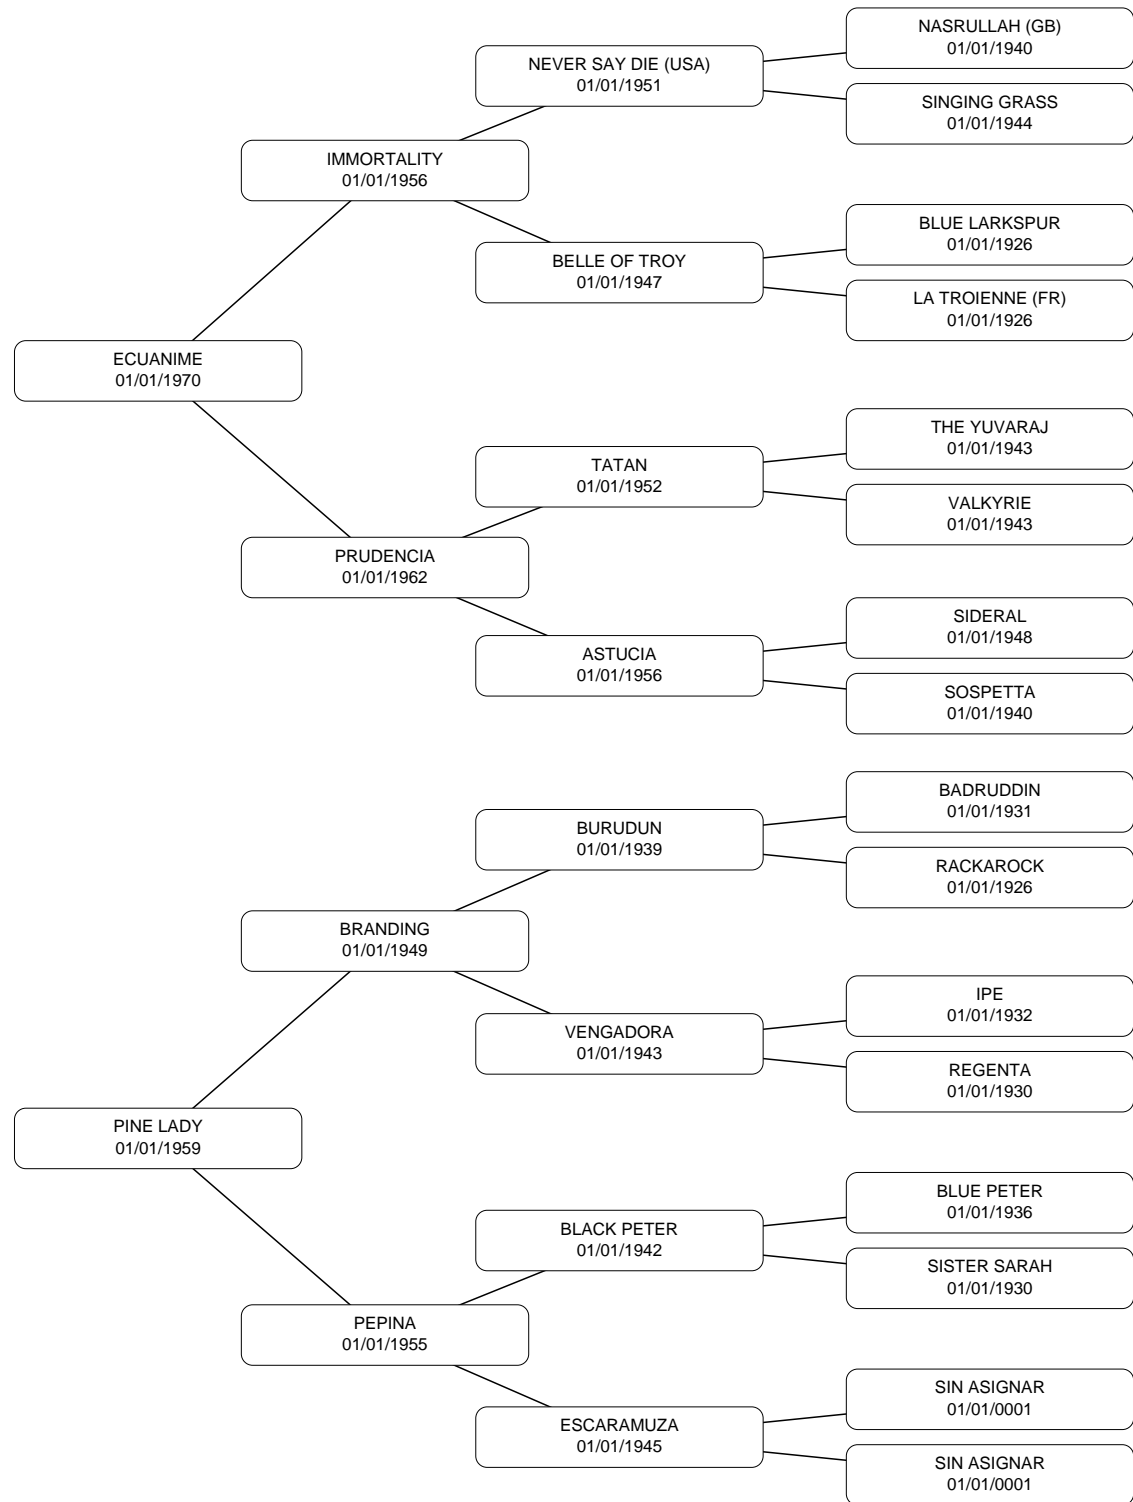 NASRULLAH (GB)
01/01/1940
NEVER SAY DIE (USA)
01/01/1951
SINGING GRASS
01/01/1944
IMMORTALITY
01/01/1956
BLUE LARKSPUR
01/01/1926
BELLE OF TROY
01/01/1947
LA TROIENNE (FR)
01/01/1926
ECUANIME
01/01/1970
THE YUVARAJ
01/01/1943
TATAN
01/01/1952
VALKYRIE
01/01/1943
PRUDENCIA
01/01/1962
SIDERAL
01/01/1948
ASTUCIA
01/01/1956
SOSPETTA
01/01/1940
BADRUDDIN
01/01/1931
BURUDUN
01/01/1939
RACKAROCK
01/01/1926
BRANDING
01/01/1949
IPE
01/01/1932
VENGADORA
01/01/1943
REGENTA
01/01/1930
PINE LADY
01/01/1959
BLUE PETER
01/01/1936
BLACK PETER
01/01/1942
SISTER SARAH
01/01/1930
PEPINA
01/01/1955
SIN ASIGNAR
01/01/0001
ESCARAMUZA
01/01/1945
SIN ASIGNAR
01/01/0001